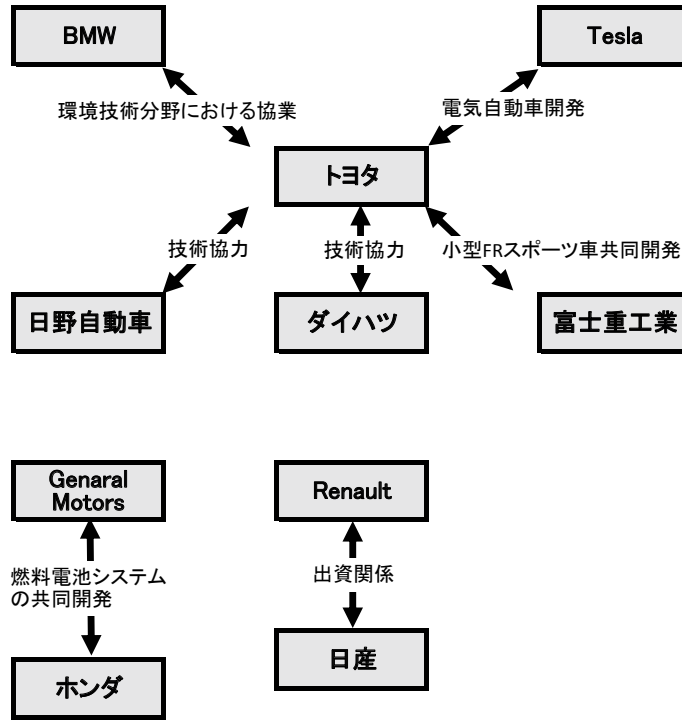 BMW
Tesla
環境技術分野における協業
電気自動車開発
トヨタ
技術協力
技術協力
小型FRスポーツ車共同開発
日野自動車
ダイハツ
富士重工業
Genaral
Motors
Renault
燃料電池システム
の共同開発
出資関係
ホンダ
日産